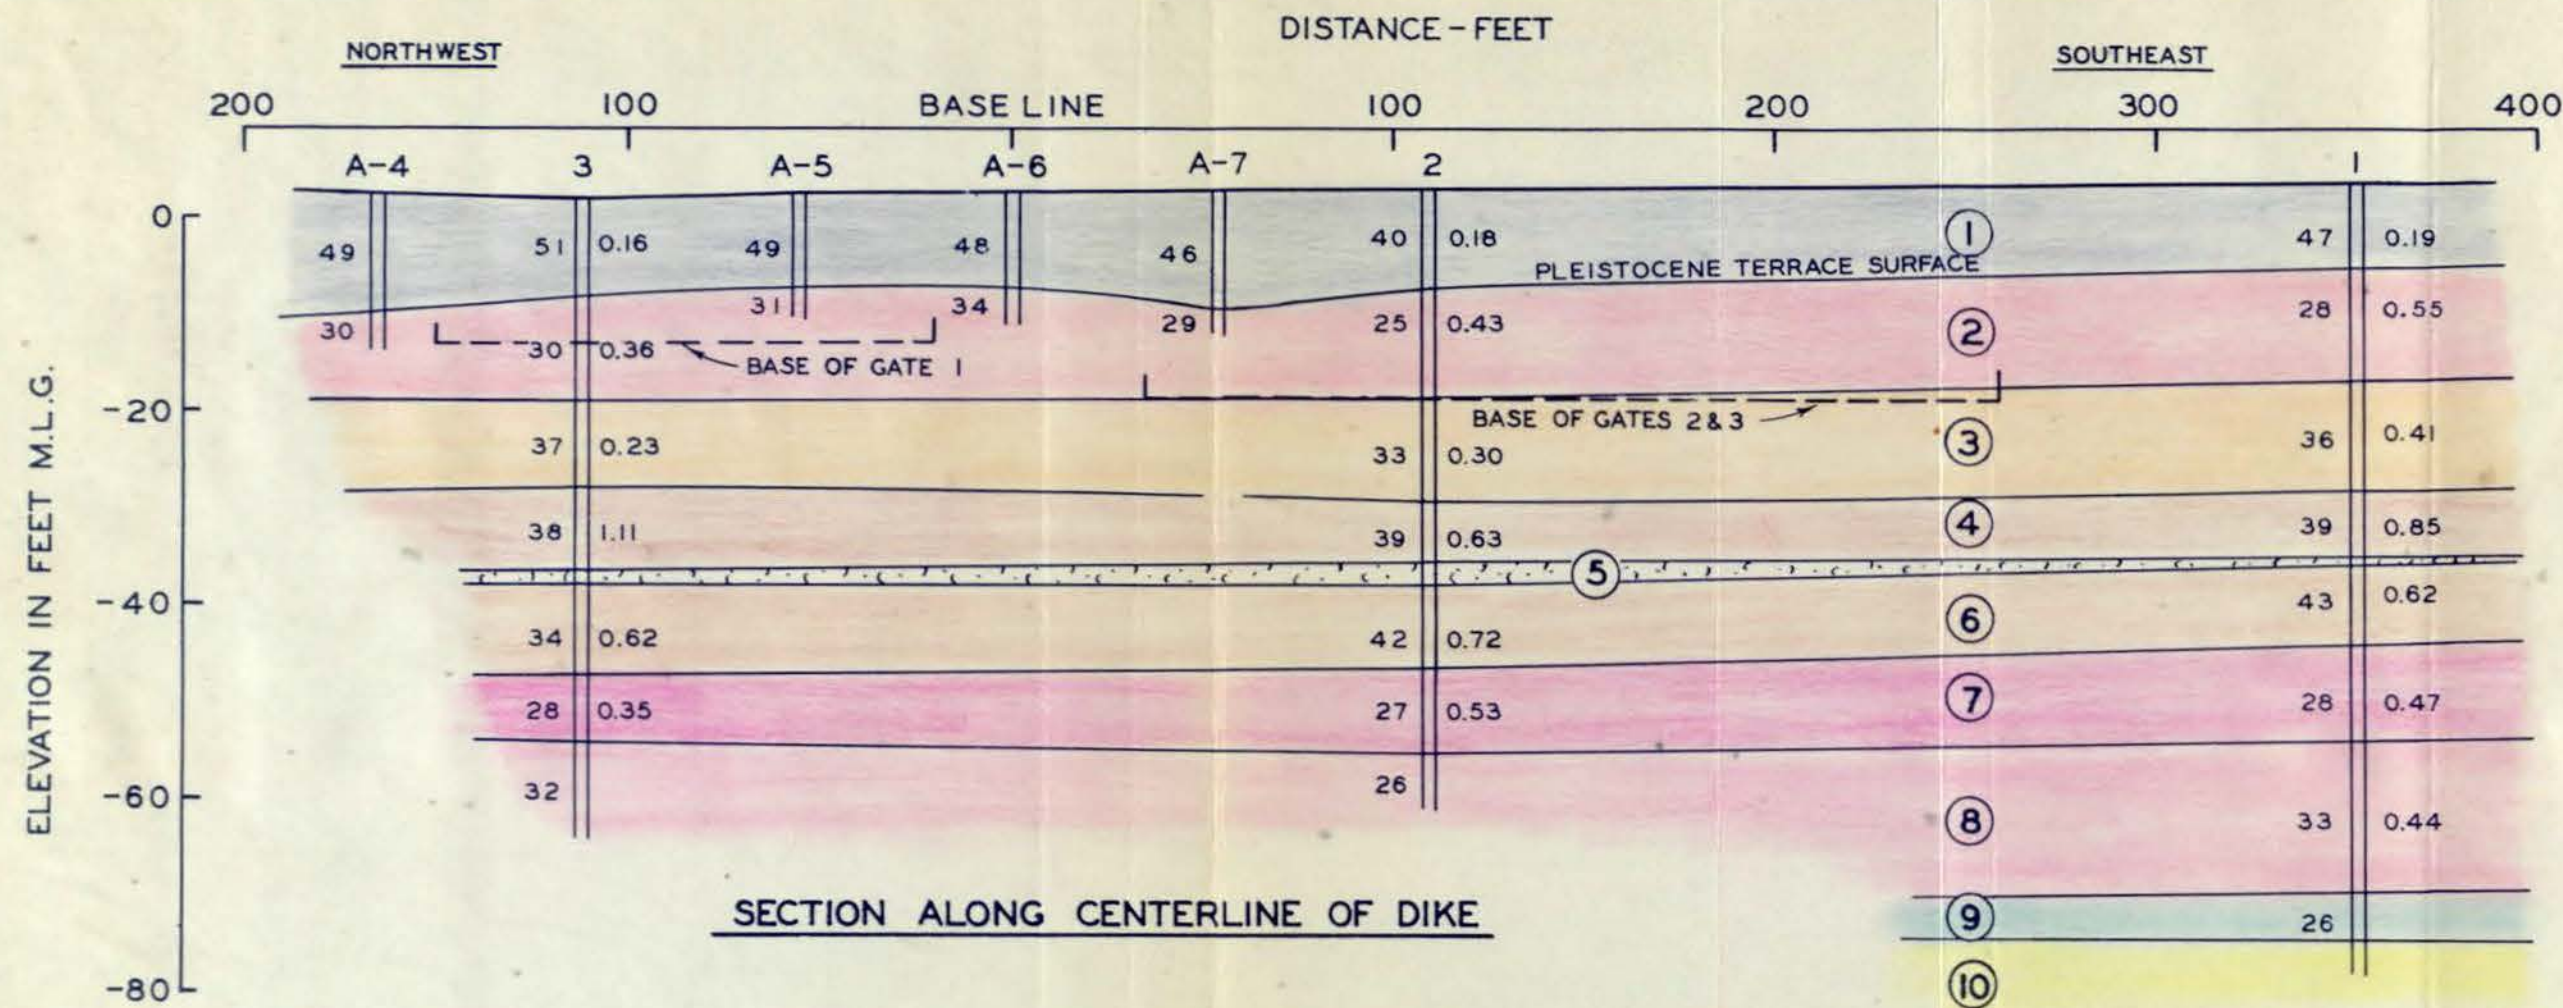 DISTANCE - FEET
NORTHWEST
SOUTHEAST
200 100 BASE LINE 100 200 300 400
A-4 3 A-5 A-6 A-7 2 1
0
49 51 0.16 49 48 46 40 0.18 1 47 0.19
PLEISTOCENE TERRACE SURFACE
30 31 34 29 25 0.43 2 28 0.55
30 0.36
BASE OF GATE 1
-20
BASE OF GATES 2 & 3
37 0.23 33 0.30 3 36 0.41
38 1.11 39 0.63 4 39 0.85
5
-40
34 0.62 42 0.72 6 43 0.62
28 0.35 27 0.53 7 28 0.47
-60
32 26 8 33 0.44
9 26
-80
10
ELEVATION IN FEET M.L.G.
SECTION ALONG CENTERLINE OF DIKE